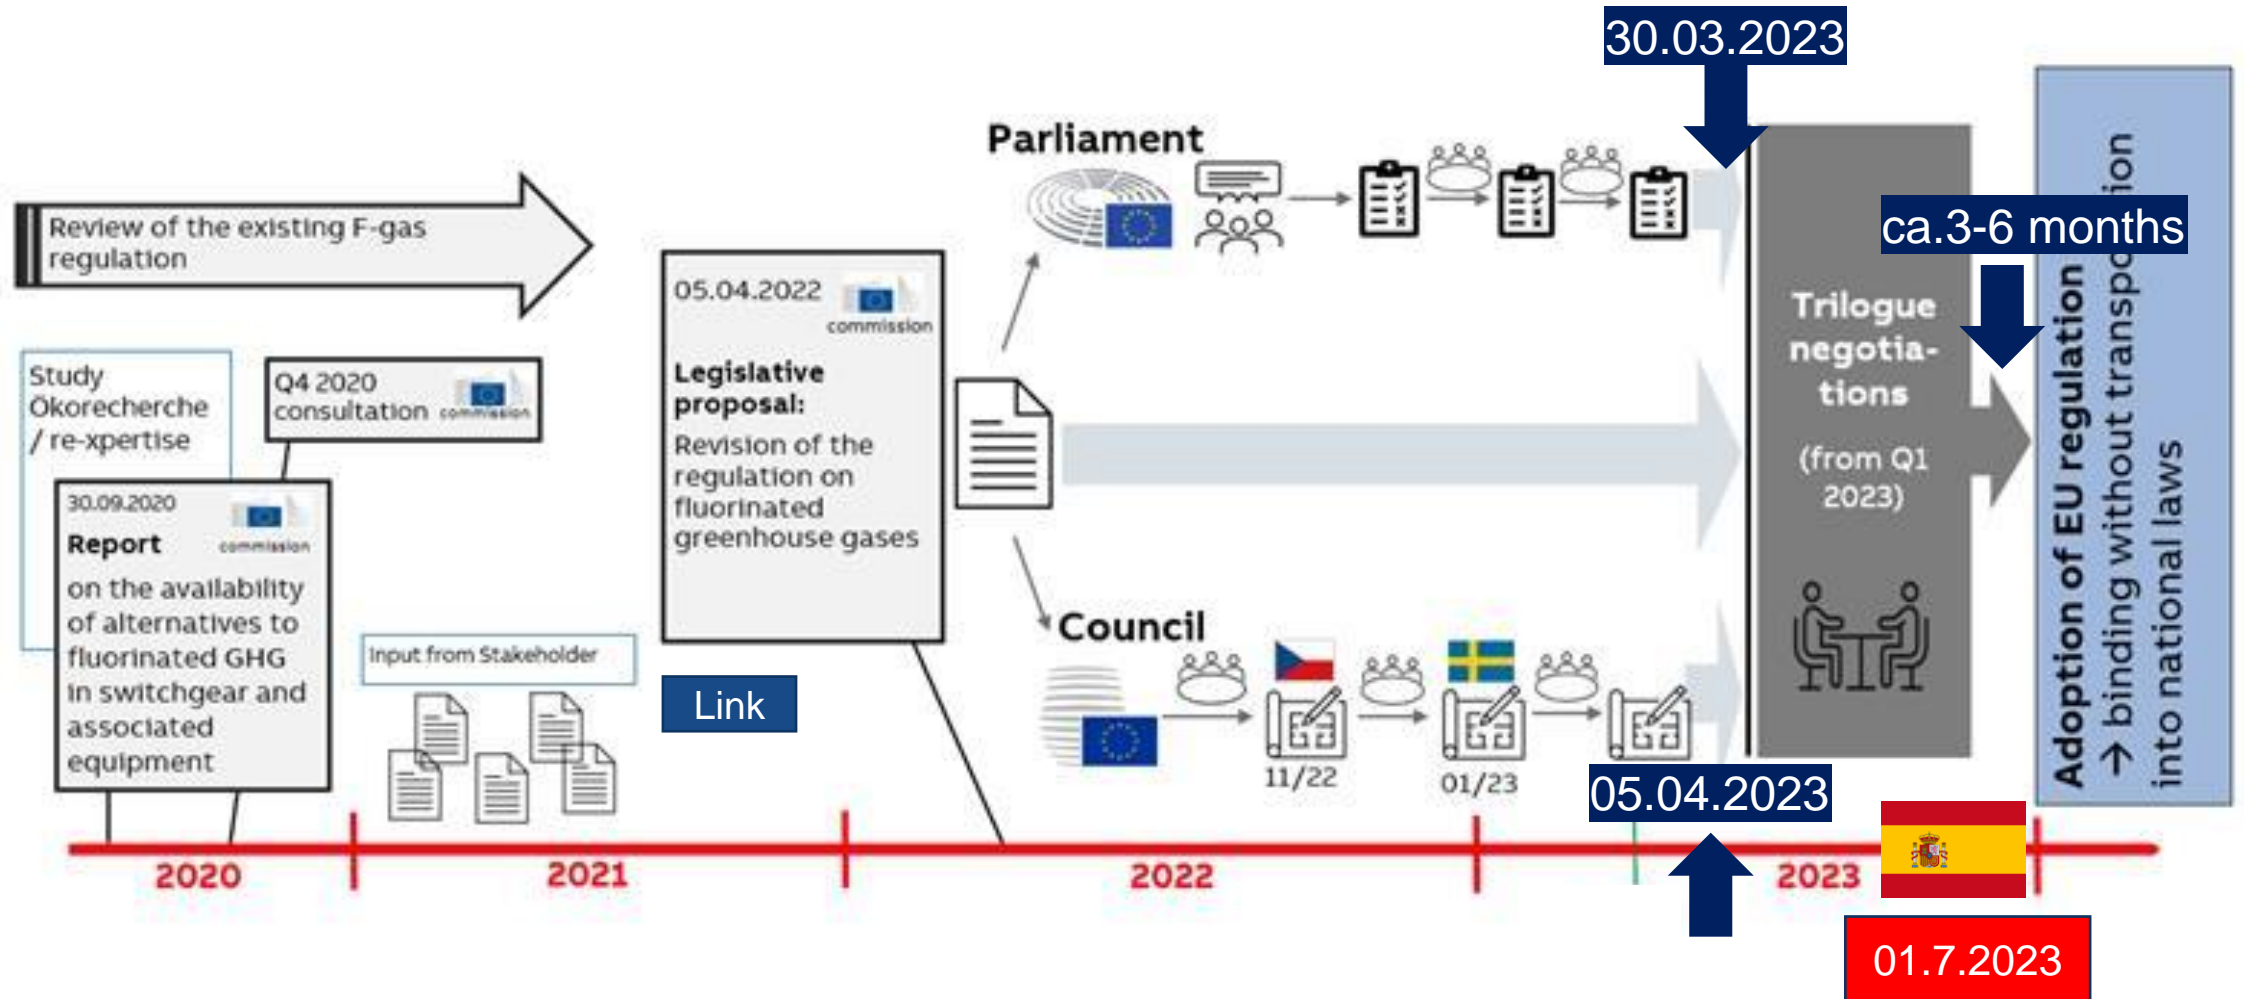 30.03.2023
Parliament
Review of the existing F-gas
regulation
ca.3-6 months
05.04.2022
commission
Legislative
proposal:
Revision of the
regulation on
fluorinated
greenhouse gases
Study
Okorecherche
/ re-xpertise
Q4 2020
consultation
commission
30.09.2020
commission
Report
on the availability
of alternatives to
fluorinated GHG
in switchgear and
associated
equipment
Input from Stakeholder
Link
Council
11/22
01/23
05.04.2023
Trilogue
negotia-
tions
(from Q1
2023)
Adoption of EU regulation
→ binding without
into national laws
2020
2021
2022
2023
01.7.2023